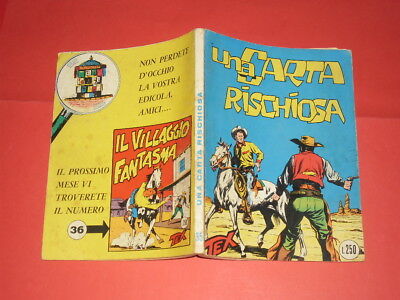 NON PERDETE
D'OCCHIO
LA VOSTRA
EDICOLA,
AMICI....
IL VILLAGGIO
FANTASMA
TEX
IL PROSSIMO
MESE VI
TROVERETE
IL NUMERO
36
UNA CARTA RISCHIOSA
UNA CARTA
RISCHIOSA
TEX
L.250